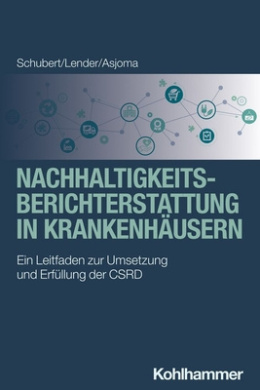 Schubert/Lender/Asjoma
NACHHALTIGKEITS-
BERICHTERSTATTUNG
IN KRANKENHÄUSERN
Ein Leitfaden zur Umsetzung
und Erfüllung der CSRD
Kohlhammer